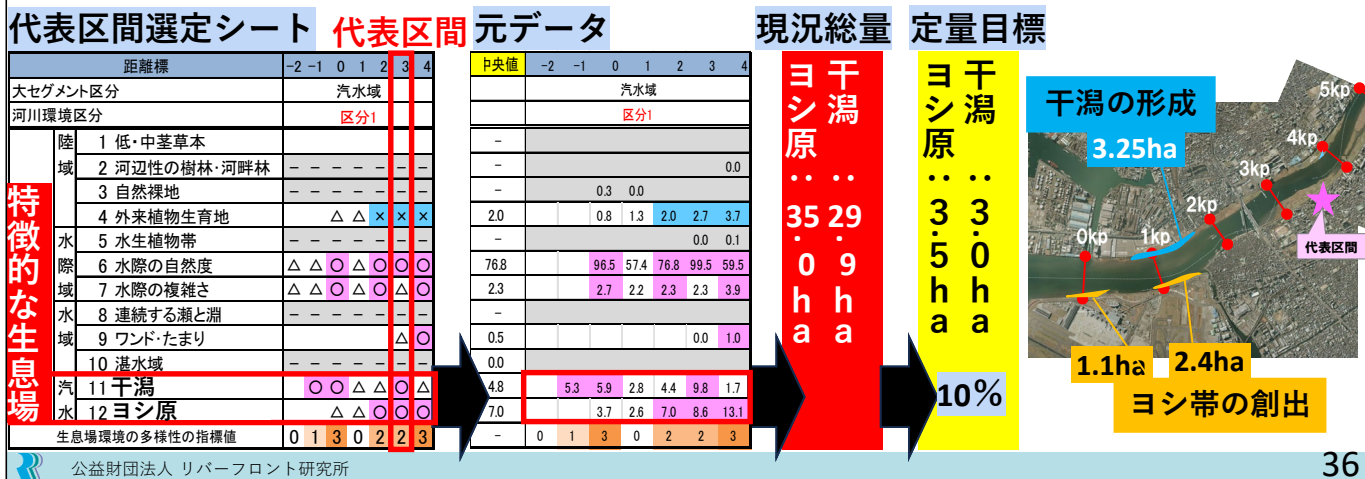 代表区間選定シート 代表区間 元データ 現況総量 定量目標
距離標 -2 -1 0 1 2 3 4
大セグメント区分 汽水域
河川環境区分 区分1
陸域 1 低・中茎草本
2 河辺性の樹林・河畔林 - - - - - - -
3 自然裸地 - - - - - - -
4 外来植物生育地 △ △ × × ×
水際域 5 水生植物帯 - - - - - - -
6 水際の自然度 △ △ ○ △ ○ ○ ○
7 水際の複雑さ △ △ ○ △ ○ △ ○
水域 8 連続する瀬と淵
9 ワンド・たまり △ ○
10 湛水域 - - - - - - -
汽水 11 干潟 ○ ○ △ △ ○ △
12 ヨシ原 △ △ ○ ○ ○
生息場環境の多様性の指標値 0 1 3 0 2 2 3
特徴的な生息場
中央値 -2 -1 0 1 2 3 4
汽水域
区分1
-
- 0.0
- 0.3 0.0
2.0 0.8 1.3 2.0 2.7 3.7
- 0.0 0.1
76.8 96.5 57.4 76.8 99.5 59.5
2.3 2.7 2.2 2.3 2.3 3.9
-
0.5 0.0 1.0
0.0
4.8 5.3 5.9 2.8 4.4 9.8 1.7
7.0 3.7 2.6 7.0 8.6 13.1
- 0 1 3 0 2 2 3
干潟：29.9ha
ヨシ原：35.0ha
干潟：3.0ha
ヨシ原：3.5ha
10%
干潟の形成
3.25ha
5kp
4kp
3kp
2kp
1kp
0kp
代表区間
1.1ha 2.4ha
ヨシ帯の創出
公益財団法人 リバーフロント研究所 36